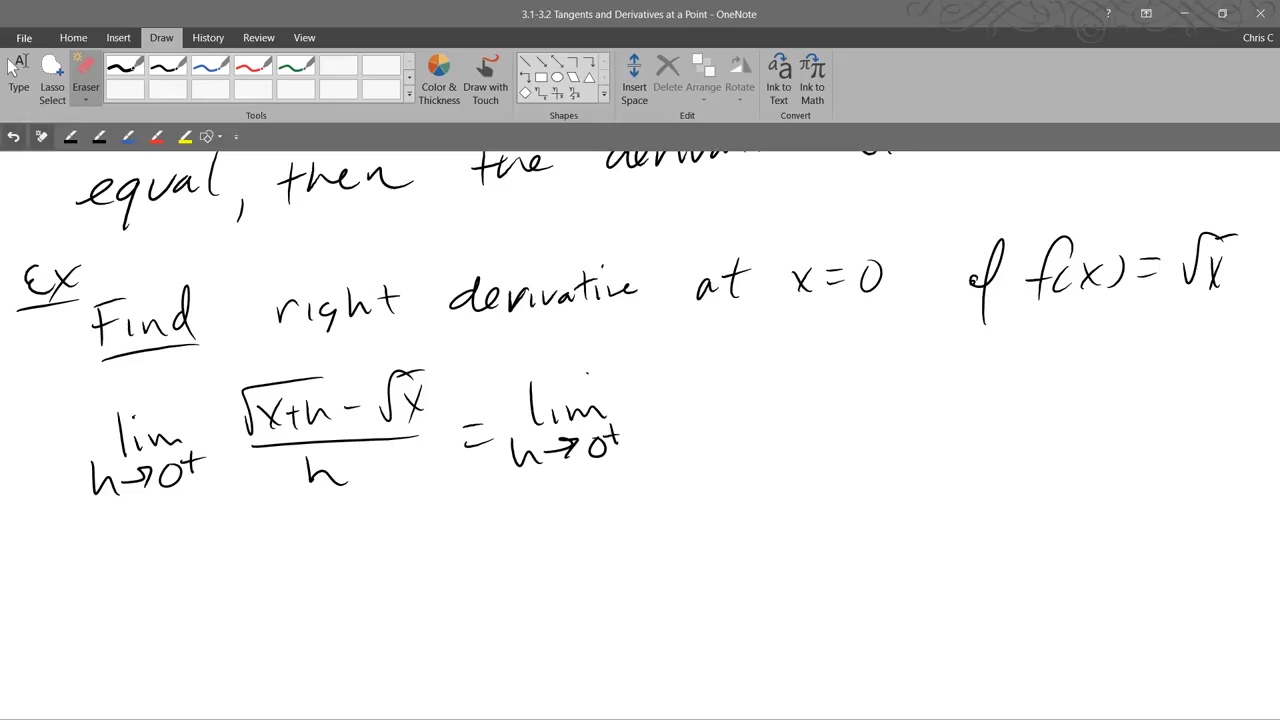 3.1-3.2 Tangents and Derivatives at a Point - OneNote
File Home Insert Draw History Review View Chris C
Type Lasso Select Eraser Color & Thickness Draw with Touch Insert Space Delete Arrange Rotate Ink to Text Ink to Math
Tools Shapes Edit Convert
equal, then the
Ex
Find right derivative at x=0 if f(x) = √x
lim h→0+ (√(x+h) - √x)/h = lim h→0+